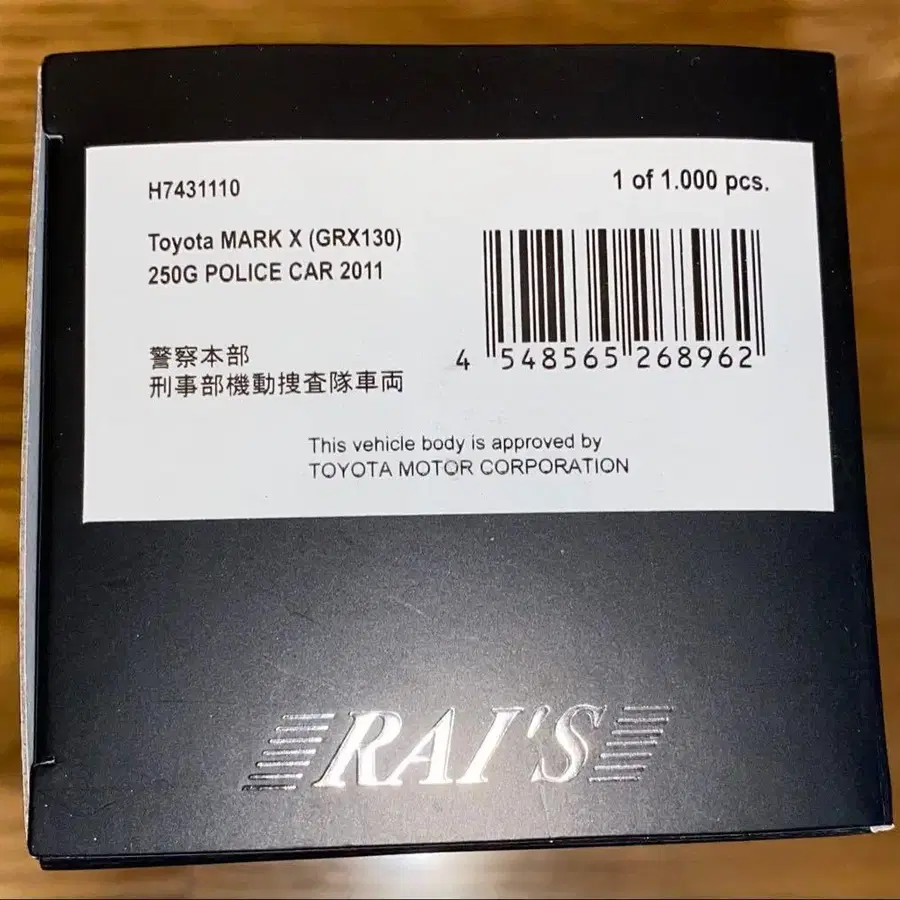 H7431110
1 of 1.000 pcs.
Toyota MARK X (GRX130)
250G POLICE CAR 2011
警察本部
刑事部機動捜査隊車両
4 548565 268962
This vehicle body is approved by
TOYOTA MOTOR CORPORATION
RAI'S